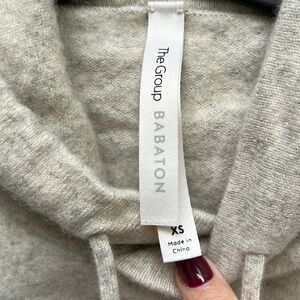 The Group
BABATON
XS
Made in
China